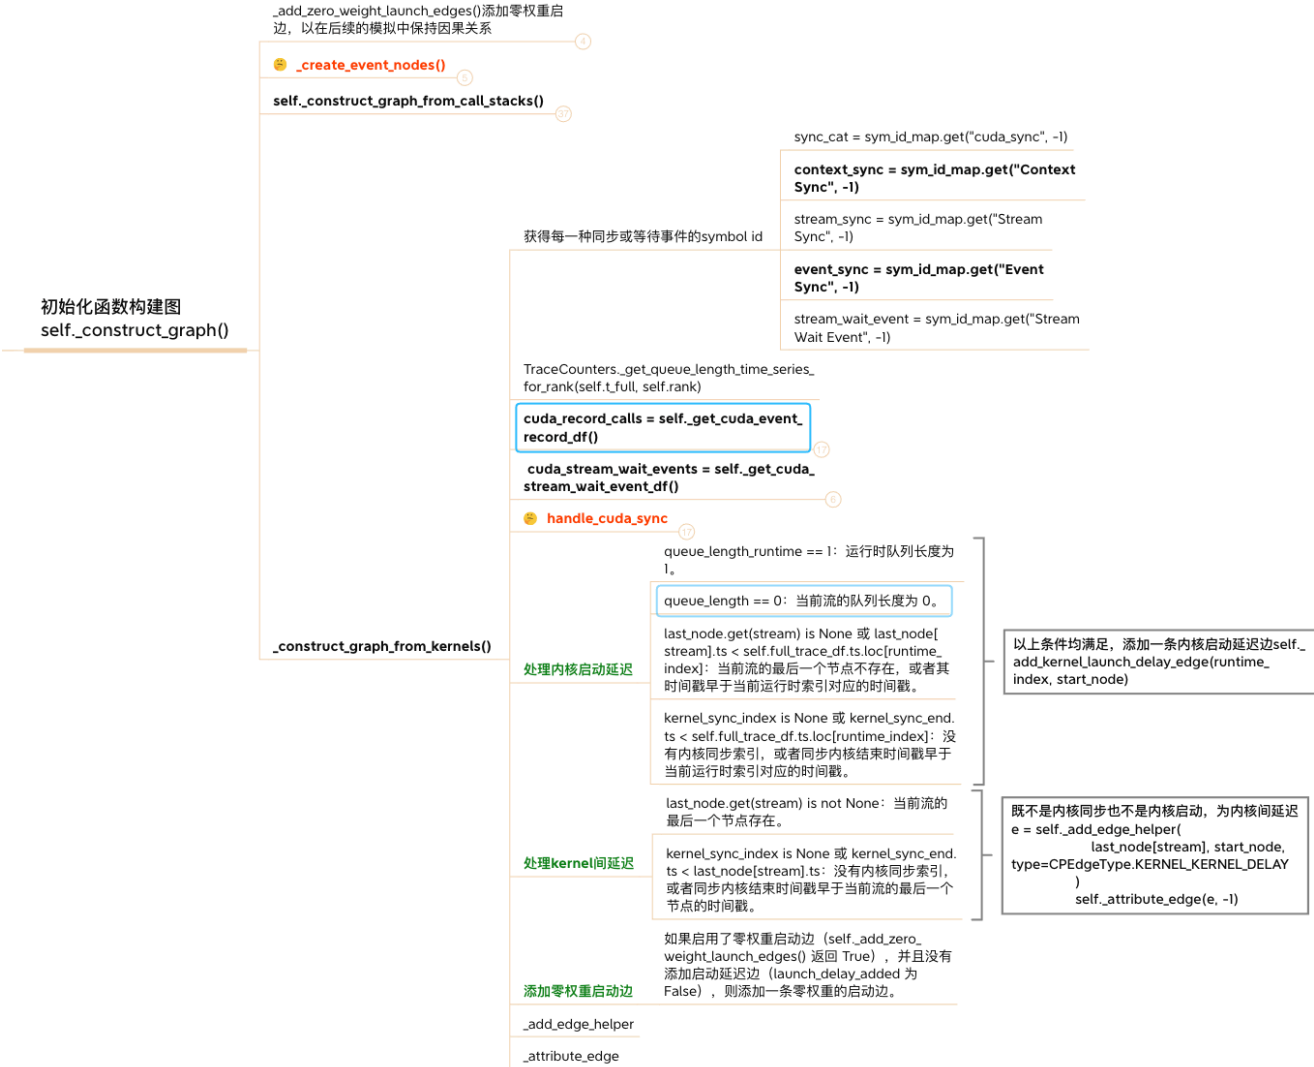 _add_zero_weight_launch_edges()添加零权重启
边，以在后续的模拟中保持因果关系
4
_create_event_nodes()
5
self._construct_graph_from_call_stacks()
37
初始化函数构建图
self._construct_graph()
_construct_graph_from_kernels()
获得每一种同步或等待事件的symbol id
sync_cat = sym_id_map.get("cuda_sync", -1)
context_sync = sym_id_map.get("Context
Sync", -1)
stream_sync = sym_id_map.get("Stream
Sync", -1)
event_sync = sym_id_map.get("Event
Sync", -1)
stream_wait_event = sym_id_map.get("Stream
Wait Event", -1)
TraceCounters._get_queue_length_time_series_
for_rank(self.t_full, self.rank)
cuda_record_calls = self._get_cuda_event_
record_df()
17
cuda_stream_wait_events = self._get_cuda_
stream_wait_event_df()
6
handle_cuda_sync
17
处理内核启动延迟
queue_length_runtime == 1：运行时队列长度为
1。
queue_length == 0：当前流的队列长度为 0。
last_node.get(stream) is None 或 last_node[
stream].ts < self.full_trace_df.ts.loc[runtime_
index]：当前流的最后一个节点不存在，或者其
时间戳早于当前运行时索引对应的时间戳。
kernel_sync_index is None 或 kernel_sync_end.
ts < self.full_trace_df.ts.loc[runtime_index]：没
有内核同步索引，或者同步内核结束时间戳早于
当前运行时索引对应的时间戳。
以上条件均满足，添加一条内核启动延迟边self._
add_kernel_launch_delay_edge(runtime_
index, start_node)
处理kernel间延迟
last_node.get(stream) is not None：当前流的
最后一个节点存在。
kernel_sync_index is None 或 kernel_sync_end.
ts < last_node[stream].ts：没有内核同步索引，
或者同步内核结束时间戳早于当前流的最后一个
节点的时间戳。
既不是内核同步也不是内核启动，为内核间延迟
e = self._add_edge_helper(
last_node[stream], start_node,
type=CPEdgeType.KERNEL_KERNEL_DELAY
)
self._attribute_edge(e, -1)
添加零权重启动边
如果启用了零权重启动边（self._add_zero_
weight_launch_edges() 返回 True），并且没有
添加启动延迟边（launch_delay_added 为
False），则添加一条零权重的启动边。
_add_edge_helper
_attribute_edge